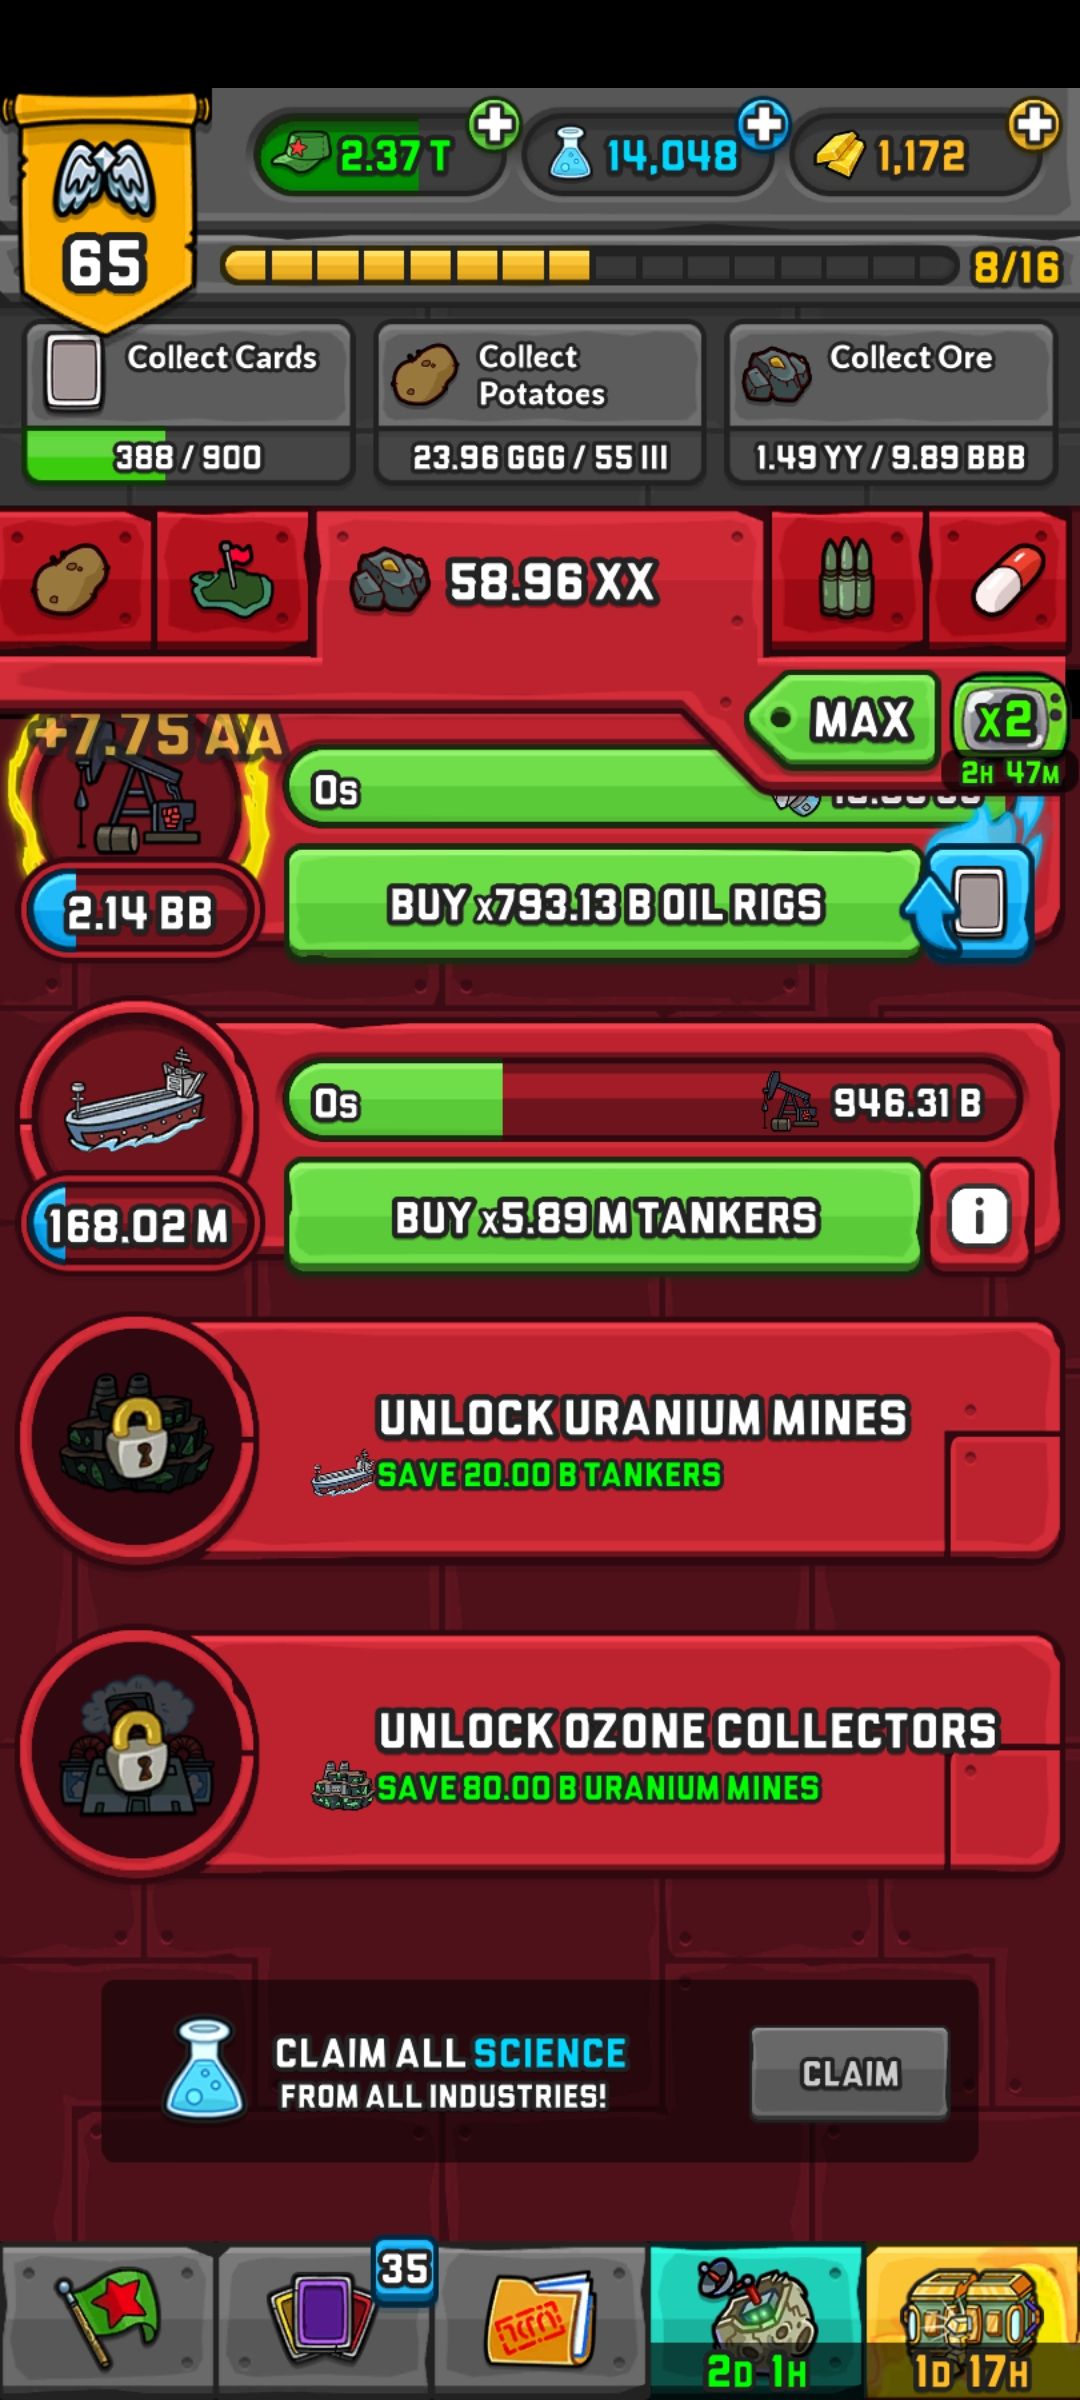 65
2.37 T
14,048
1,172
8/16
Collect Cards
388 / 900
Collect
Potatoes
23.96 GGG / 55 III
Collect Ore
1.49 YY / 9.89 BBB
58.96 XX
MAX
x2
2H 47M
+7.75 AA
0s
2.14 BB
BUY x793.13 B OIL RIGS
0s
946.31 B
168.02 M
BUY x5.89 M TANKERS
i
UNLOCK URANIUM MINES
SAVE 20.00 B TANKERS
UNLOCK OZONE COLLECTORS
SAVE 80.00 B URANIUM MINES
CLAIM ALL SCIENCE
FROM ALL INDUSTRIES!
CLAIM
35
2D 1H
1D 17H